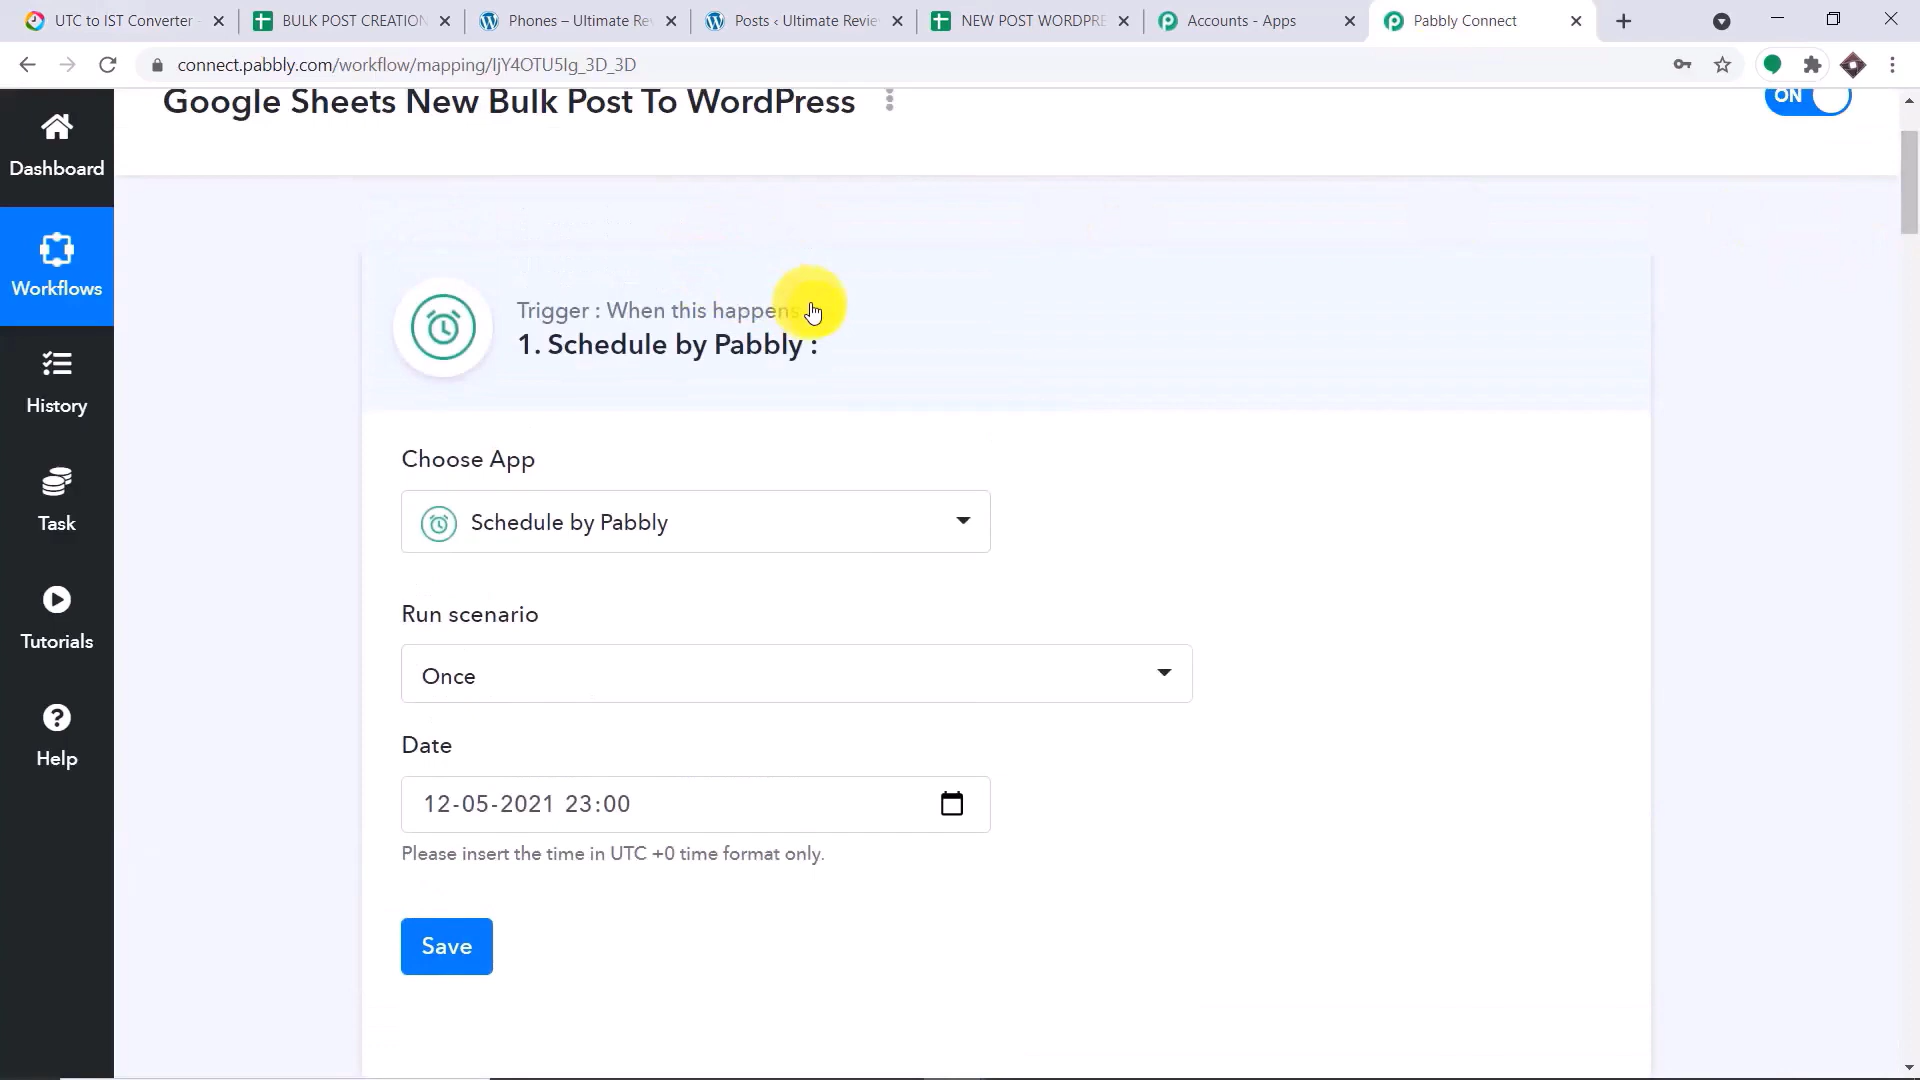 UTC to IST Converter
BULK POST CREATION
Phones – Ultimate Rev
Posts ‹ Ultimate Revie
NEW POST WORDPRE
Accounts - Apps
Pabbly Connect
connect.pabbly.com/workflow/mapping/IjY4OTU5Ig_3D_3D
Google Sheets New Bulk Post To WordPress
ON
Dashboard
Workflows
History
Task
Tutorials
Help
Trigger : When this happens
1. Schedule by Pabbly :
Choose App
Schedule by Pabbly
Run scenario
Once
Date
12-05-2021 23:00
Please insert the time in UTC +0 time format only.
Save